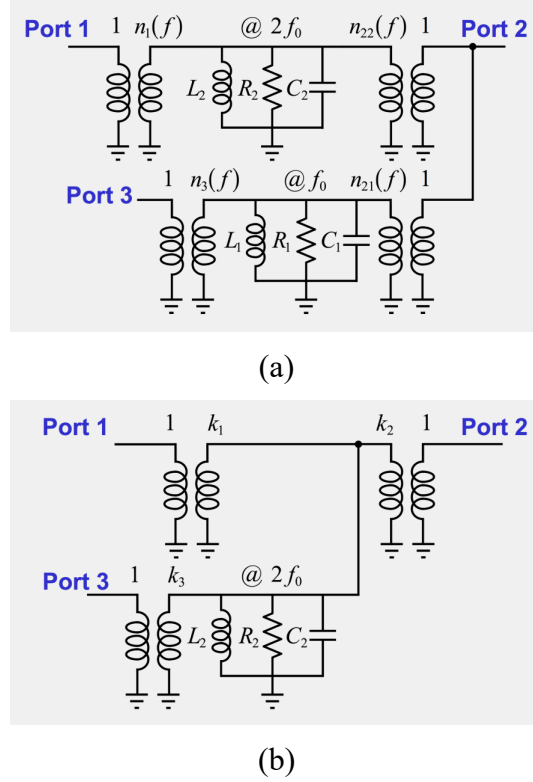 Port 1 1 n₁(f) @ 2f₀ n₂₂(f) 1 Port 2
L₂ R₂ C₂
Port 3 1 n₃(f) @ f₀ n₂₁(f) 1
L₁ R₁ C₁
(a)
Port 1 1 k₁ k₂ 1 Port 2
Port 3 1 k₃ @ 2f₀
L₂ R₂ C₂
(b)